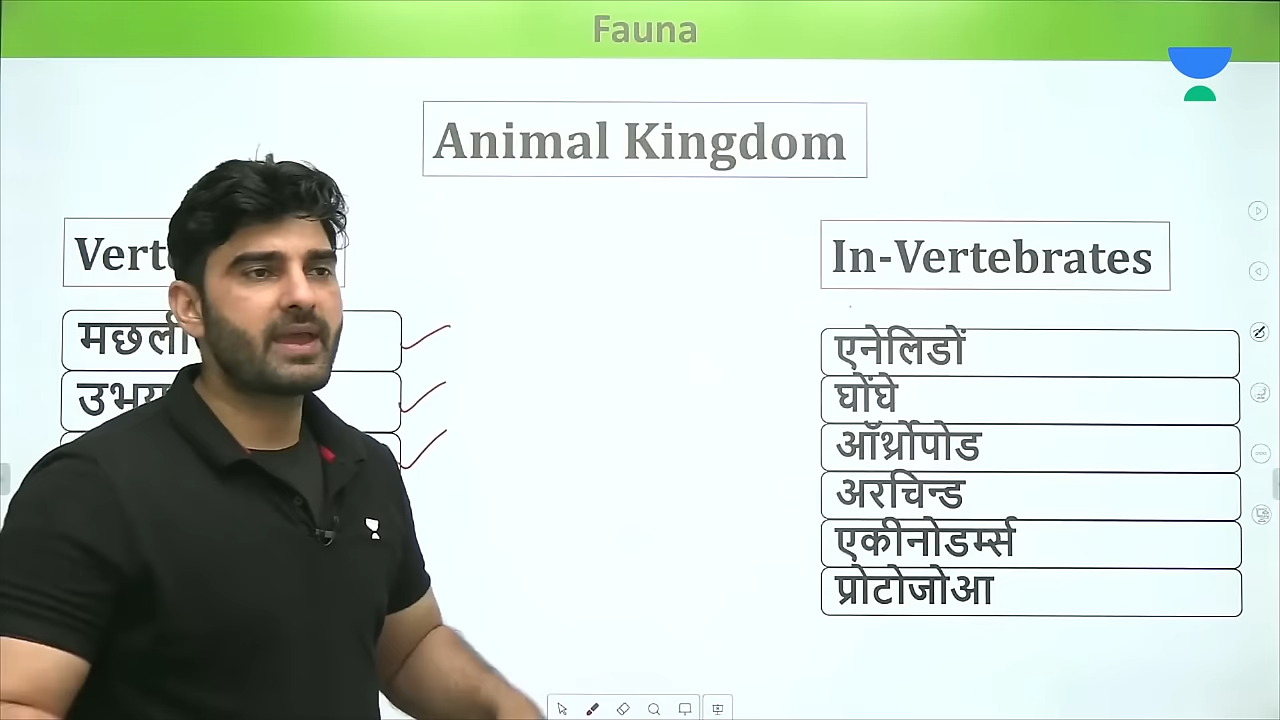 Fauna
Animal Kingdom
In-Vertebrates
एनेलिडों
घोंघे
ऑर्थ्रोपोड
अरचिन्ड
एकीनोडर्म्स
प्रोटोजोआ